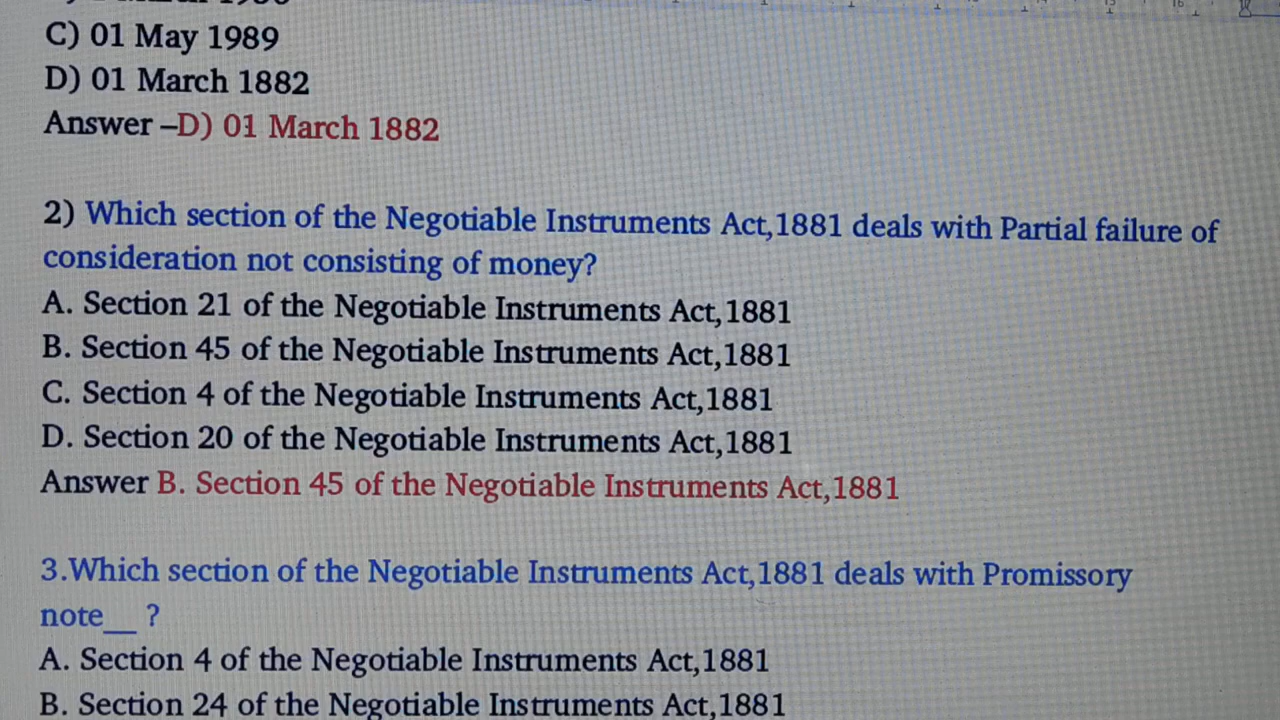 C) 01 May 1989
D) 01 March 1882
Answer –D) 01 March 1882
2) Which section of the Negotiable Instruments Act,1881 deals with Partial failure of
consideration not consisting of money?
A. Section 21 of the Negotiable Instruments Act,1881
B. Section 45 of the Negotiable Instruments Act,1881
C. Section 4 of the Negotiable Instruments Act,1881
D. Section 20 of the Negotiable Instruments Act,1881
Answer B. Section 45 of the Negotiable Instruments Act,1881
3.Which section of the Negotiable Instruments Act,1881 deals with Promissory
note__ ?
A. Section 4 of the Negotiable Instruments Act,1881
B. Section 24 of the Negotiable Instruments Act,1881